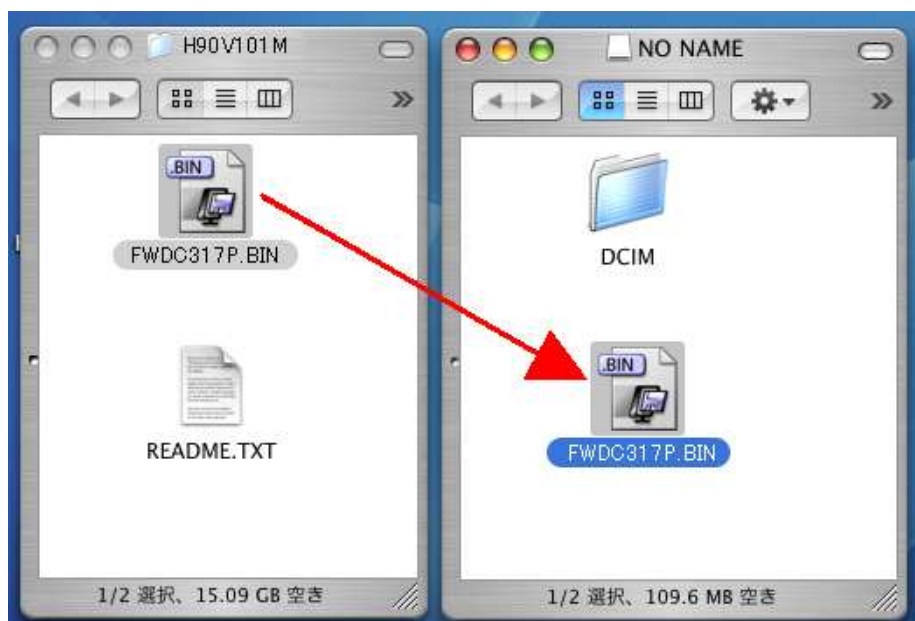 H90V101M
.BIN
FWDC317P.BIN
README.TXT
1/2 選択、15.09 GB 空き
NO NAME
DCIM
.BIN
FWDC317P.BIN
1/2 選択、109.6 MB 空き